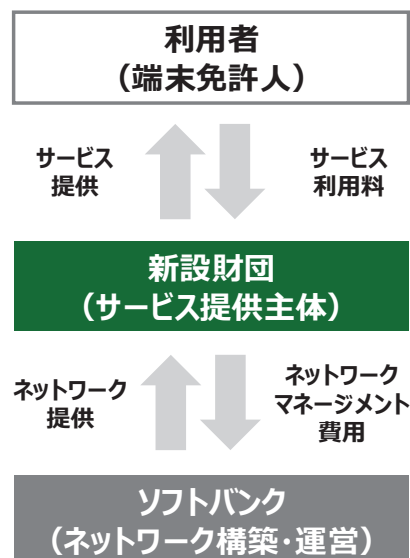 利用者
（端末免許人）
サービス
提供
サービス
利用料
新設財団
（サービス提供主体）
ネットワーク
提供
ネットワーク
マネージメント
費用
ソフトバンク
（ネットワーク構築・運営）